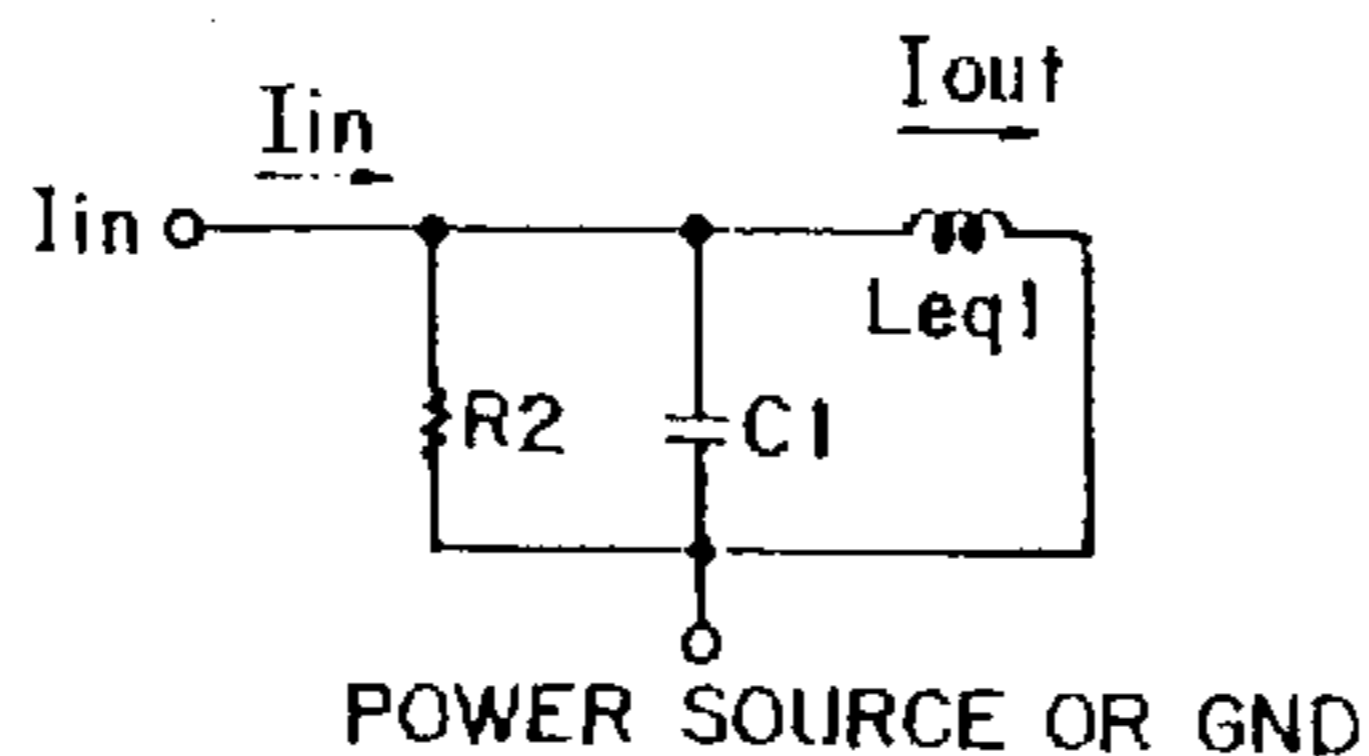 Iout
Iin
Iin
Leq1
R2
C1
POWER SOURCE OR GND